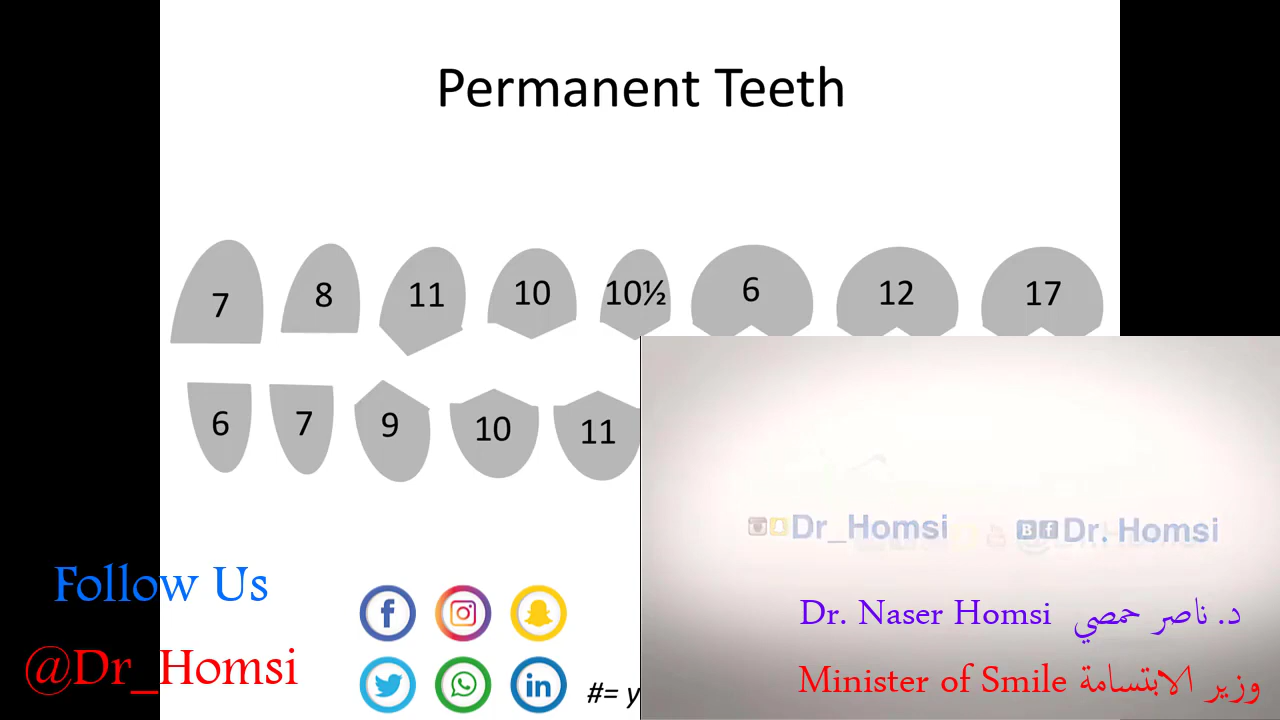 Permanent Teeth
7 8 11 10 10½ 6 12 17
6 7 9 10 11
Dr_Homsi Dr. Homsi
Follow Us
@Dr_Homsi
#= y
Dr. Naser Homsi د. ناصر حمصي
Minister of Smile وزير الابتسامة